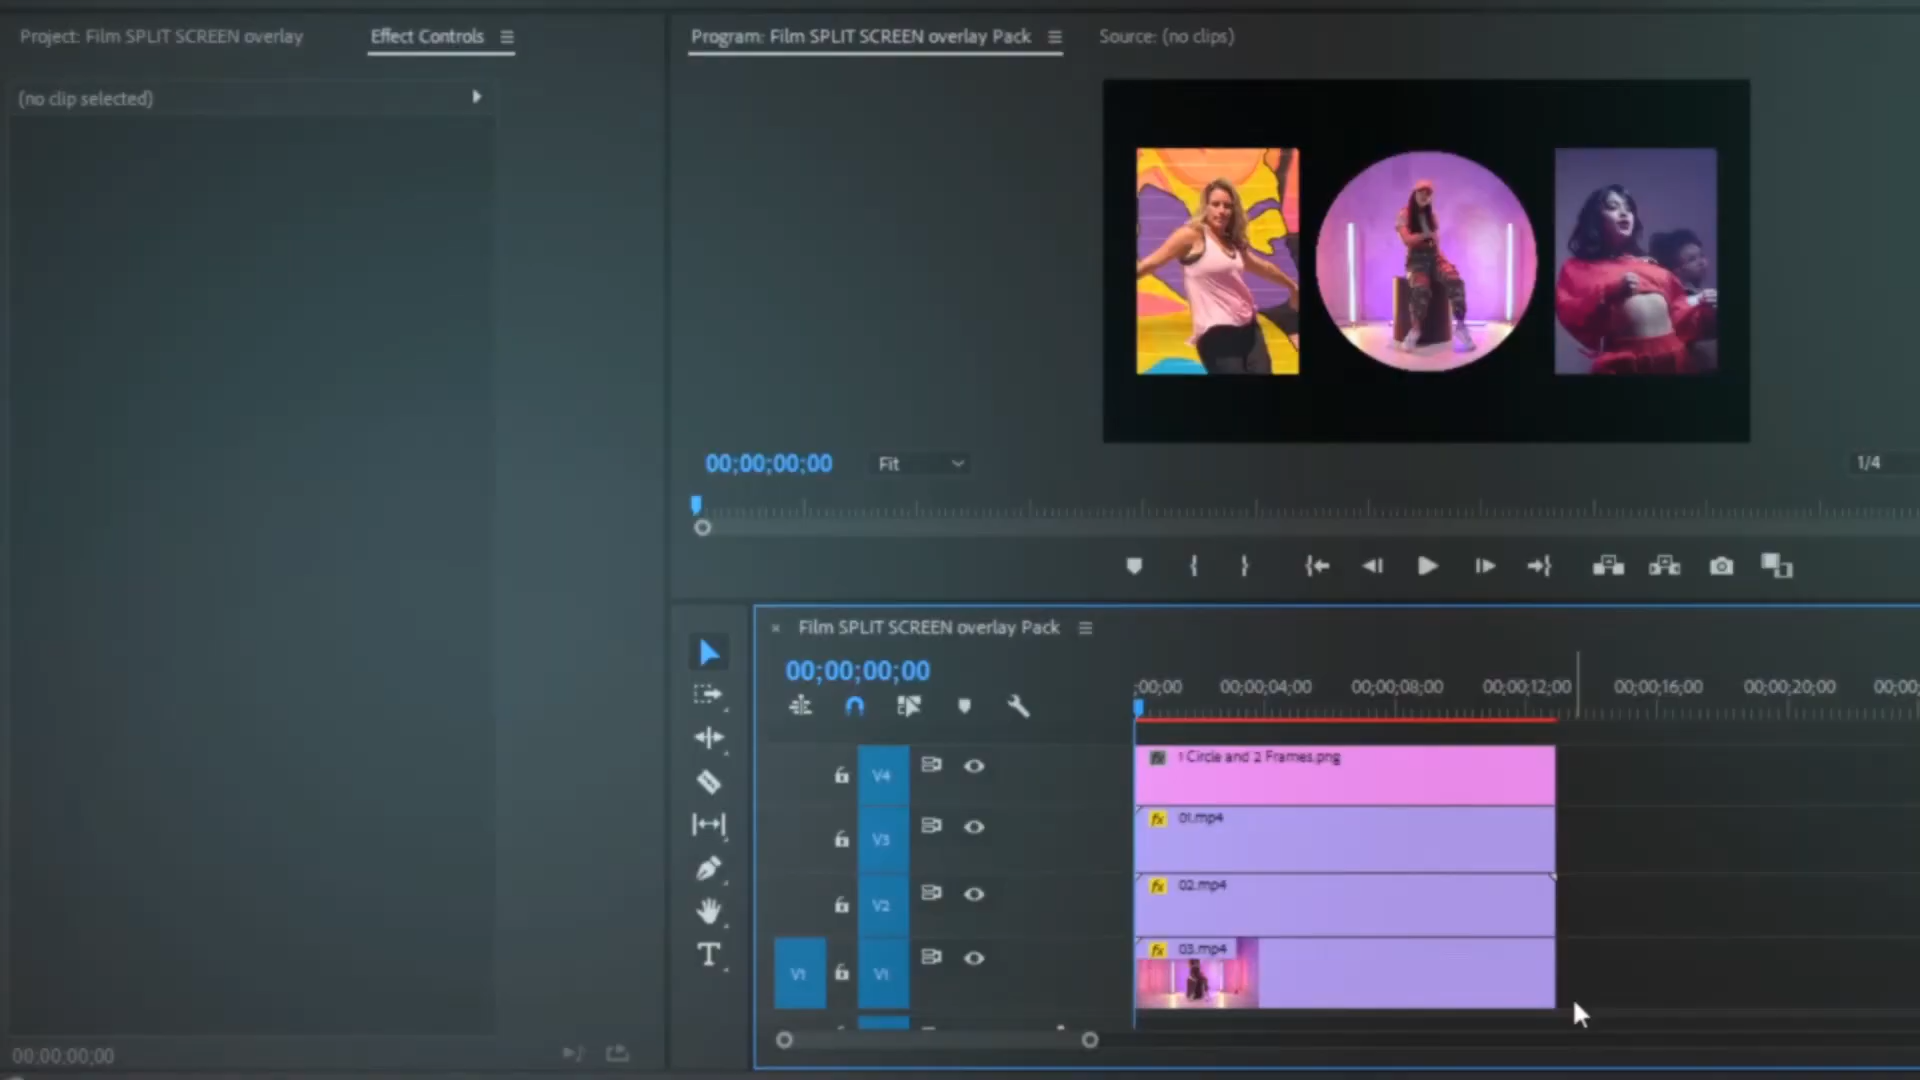 Project: Film SPLIT SCREEN overlay
Effect Controls
Program: Film SPLIT SCREEN overlay Pack
Source: (no clips)
(no clip selected)
00;00;00;00
Fit
1/4
Film SPLIT SCREEN overlay Pack
00;00;00;00
;00;00
00;00;04;00
00;00;08;00
00;00;12;00
00;00;16;00
00;00;20;00
00;00;
V4
fx 1 Circle and 2 Frames.png
V3
fx 01.mp4
V2
fx 02.mp4
V1
V1
fx 03.mp4
T
00;00;00;00